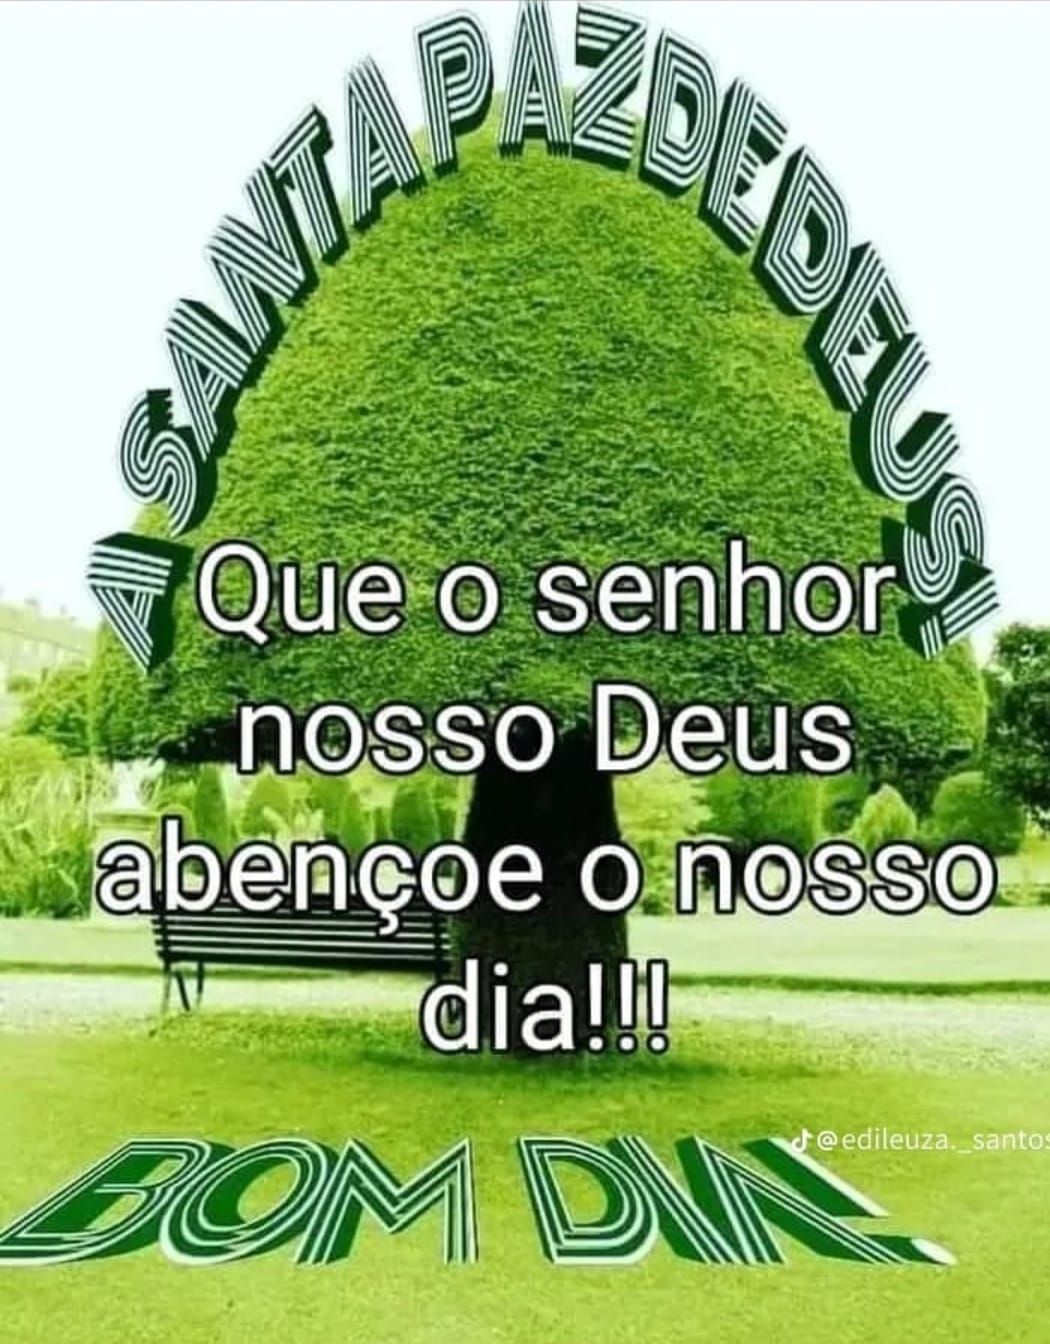 A SANTA PAZ DE DEUS!
Que o senhor
nosso Deus
abençoe o nosso
dia!!!
@edileuza._santos
BOM DIA!